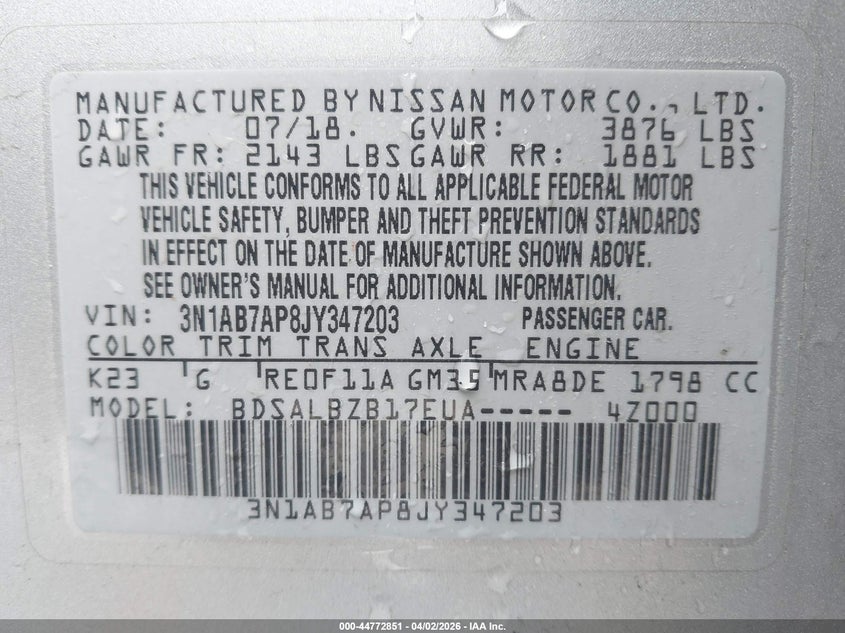 MANUFACTURED BY NISSAN MOTOR CO., LTD.
DATE: 07/18. GVWR: 3876 LBS
GAWR FR: 2143 LBS GAWR RR: 1881 LBS
THIS VEHICLE CONFORMS TO ALL APPLICABLE FEDERAL MOTOR
VEHICLE SAFETY, BUMPER AND THEFT PREVENTION STANDARDS
IN EFFECT ON THE DATE OF MANUFACTURE SHOWN ABOVE.
SEE OWNER'S MANUAL FOR ADDITIONAL INFORMATION.
VIN: 3N1AB7AP8JY347203 PASSENGER CAR.
COLOR TRIM TRANS AXLE ENGINE
K23 G RE0F11A GM35 MRA8DE 1798 CC
MODEL: BDSALBZB17EUA----- 4Z000
3N1AB7AP8JY347203
000-44772851 - 04/02/2026 - IAA Inc.